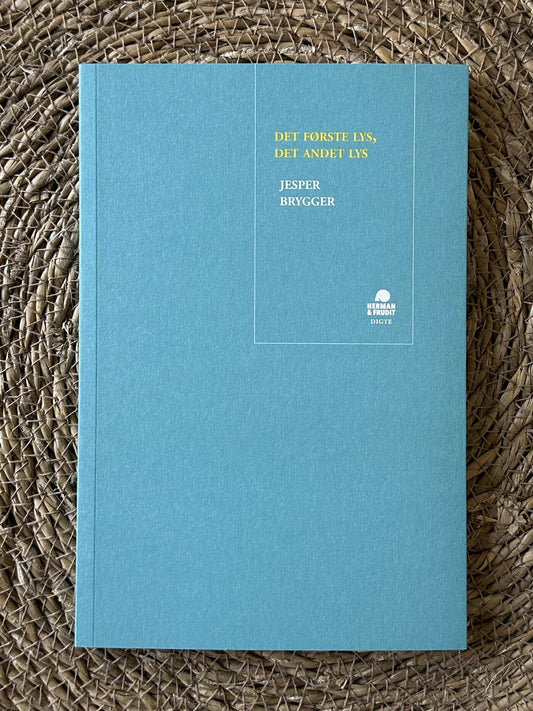 DET FØRSTE LYS,
DET ANDET LYS
JESPER
BRYGGER
HERMAN
& FRUDIT
DIGTE